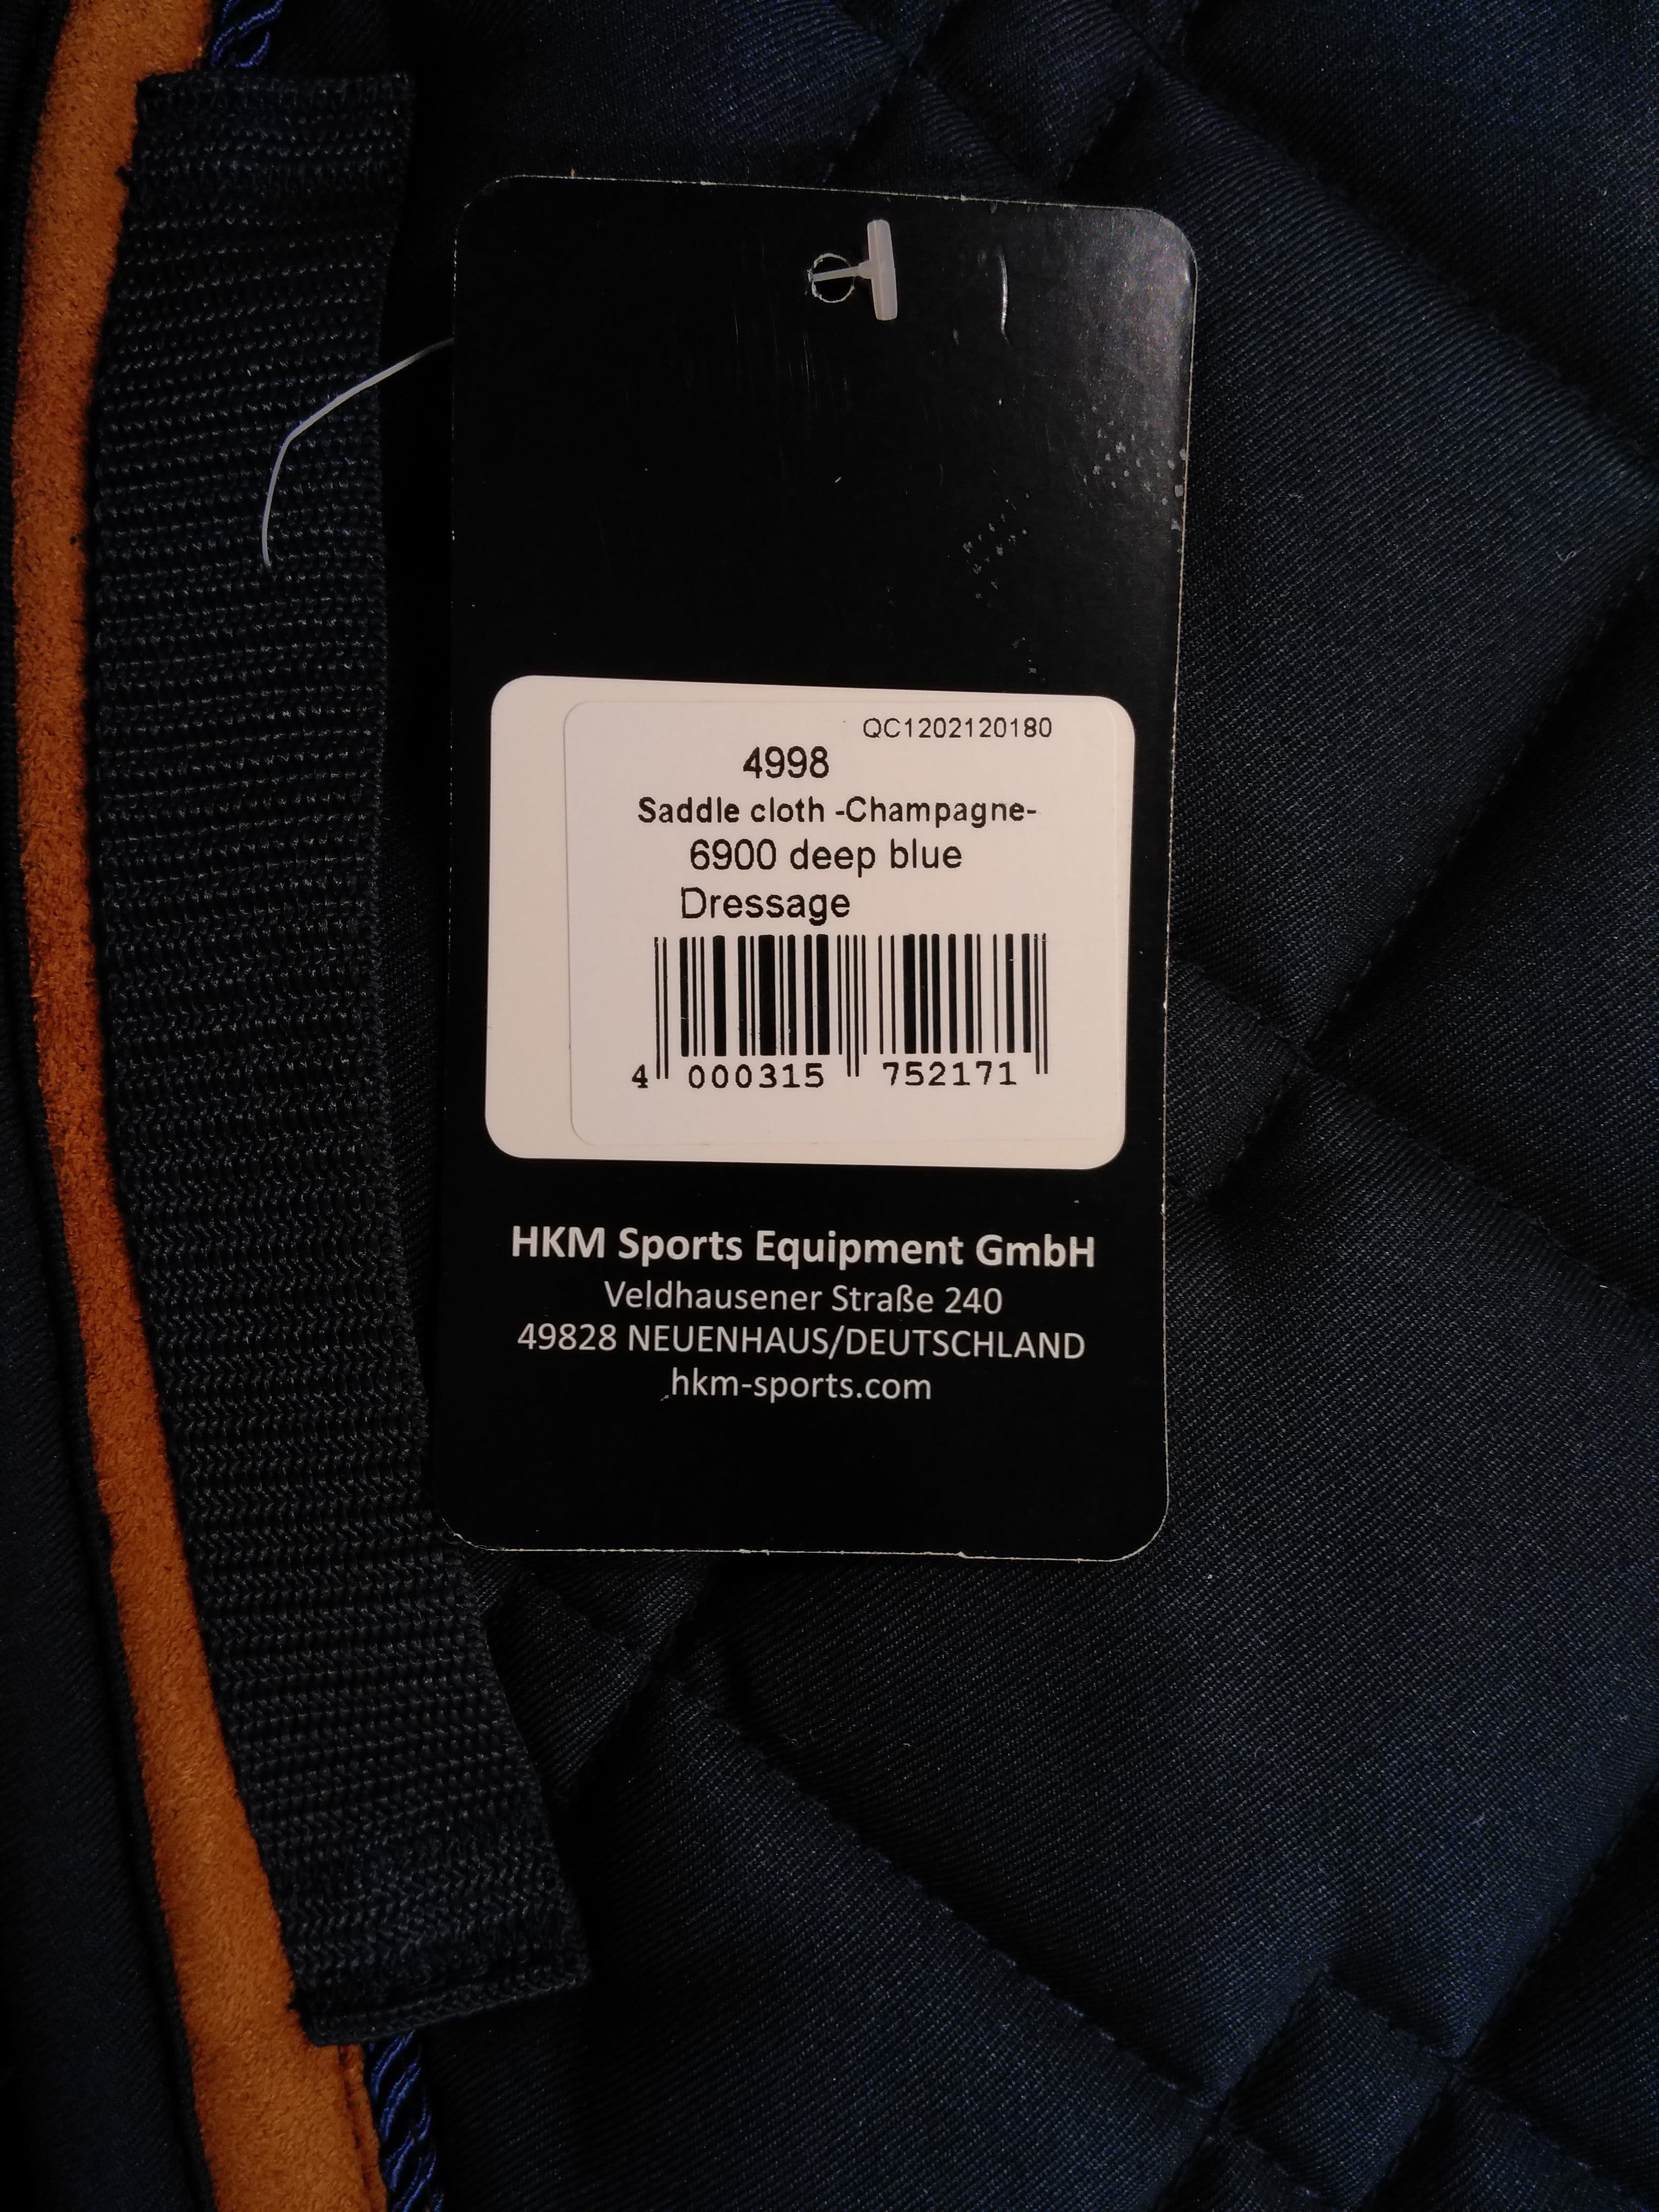 QC1202120180
4998
Saddle cloth -Champagne-
6900 deep blue
Dressage
4 000315 752171
HKM Sports Equipment GmbH
Veldhausener Straße 240
49828 NEUENHAUS/DEUTSCHLAND
hkm-sports.com